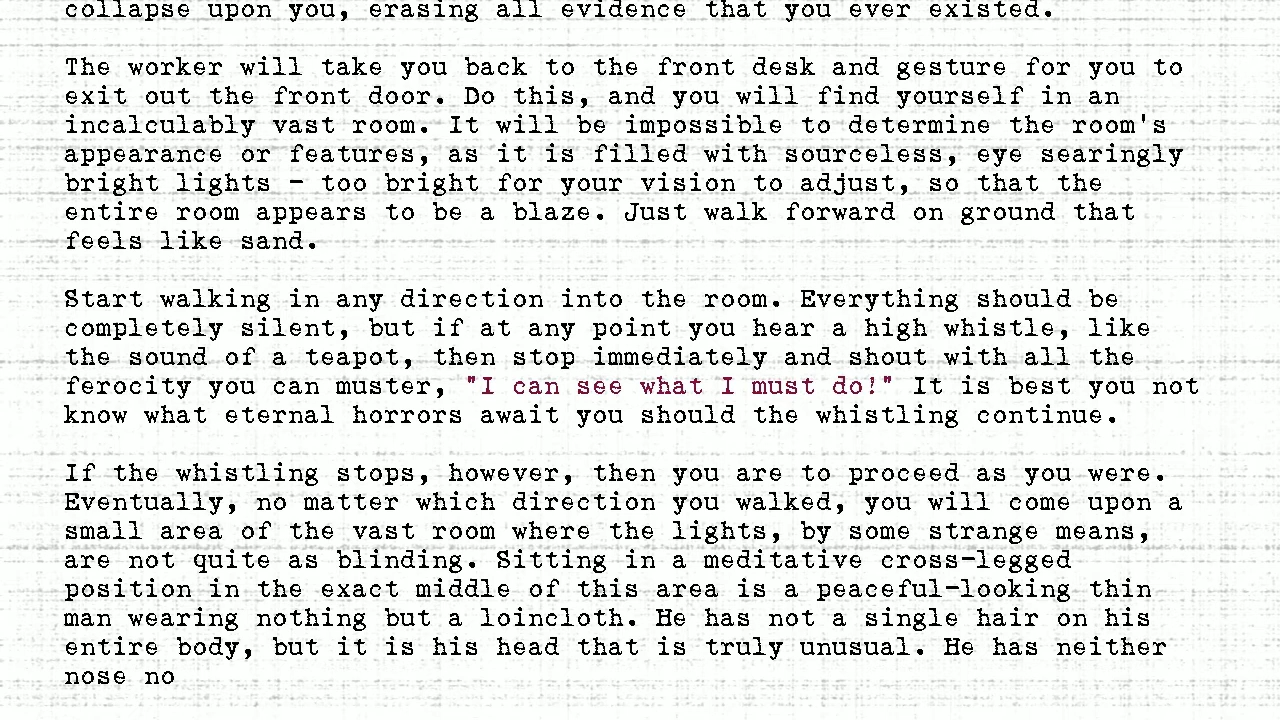 collapse upon you, erasing all evidence that you ever existed.
The worker will take you back to the front desk and gesture for you to
exit out the front door. Do this, and you will find yourself in an
incalculably vast room. It will be impossible to determine the room's
appearance or features, as it is filled with sourceless, eye searingly
bright lights - too bright for your vision to adjust, so that the
entire room appears to be a blaze. Just walk forward on ground that
feels like sand.
Start walking in any direction into the room. Everything should be
completely silent, but if at any point you hear a high whistle, like
the sound of a teapot, then stop immediately and shout with all the
ferocity you can muster, "I can see what I must do!" It is best you not
know what eternal horrors await you should the whistling continue.
If the whistling stops, however, then you are to proceed as you were.
Eventually, no matter which direction you walked, you will come upon a
small area of the vast room where the lights, by some strange means,
are not quite as blinding. Sitting in a meditative cross-legged
position in the exact middle of this area is a peaceful-looking thin
man wearing nothing but a loincloth. He has not a single hair on his
entire body, but it is his head that is truly unusual. He has neither
nose no